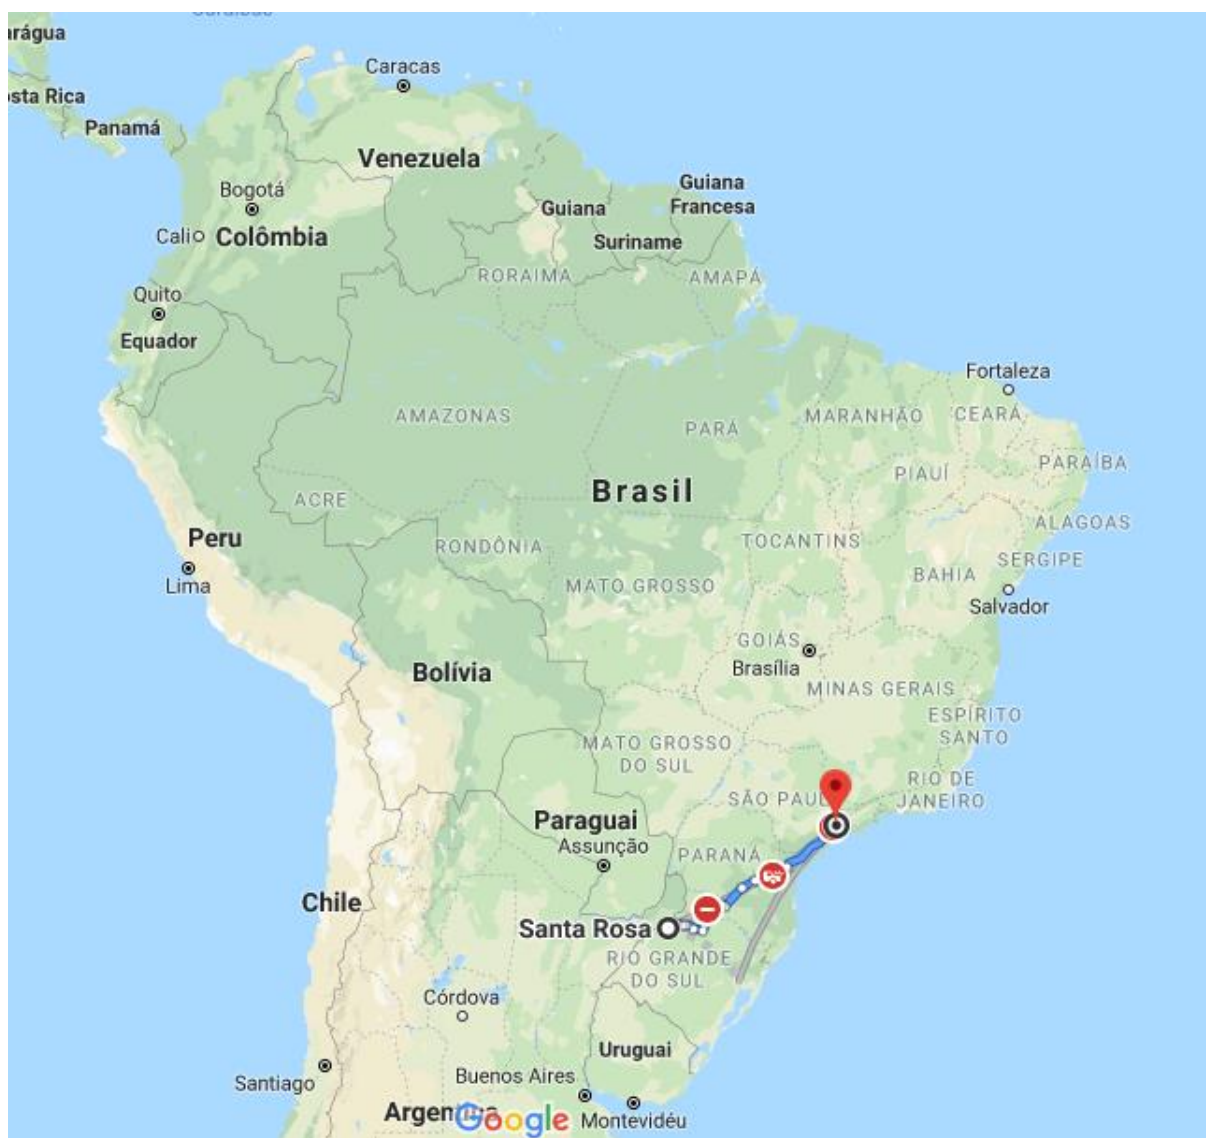 arágua
Caracas
osta Rica
Panamá
Venezuela
Guiana
Francesa
Bogotá
Guiana
Cali
Colômbia
Suriname
RORAIMA
AMAPÁ
Quito
Equador
Fortaleza
AMAZONAS
MARANHÃO
CEARÁ
PARÁ
PARAÍBA
PIAUÍ
Brasil
ACRE
ALAGOAS
Peru
RONDÔNIA
TOCANTINS
SERGIPE
BAHIA
Lima
MATO GROSSO
Salvador
GOIÁS
Brasília
Bolívia
MINAS GERAIS
ESPÍRITO
SANTO
MATO GROSSO
DO SUL
RIO DE
JANEIRO
SÃO PAUL
Paraguai
Assunção
PARANÁ
Chile
Santa Rosa
RIO GRANDE
DO SUL
Córdova
Uruguai
Santiago
Buenos Aires
Argen
Google
Montevidéu